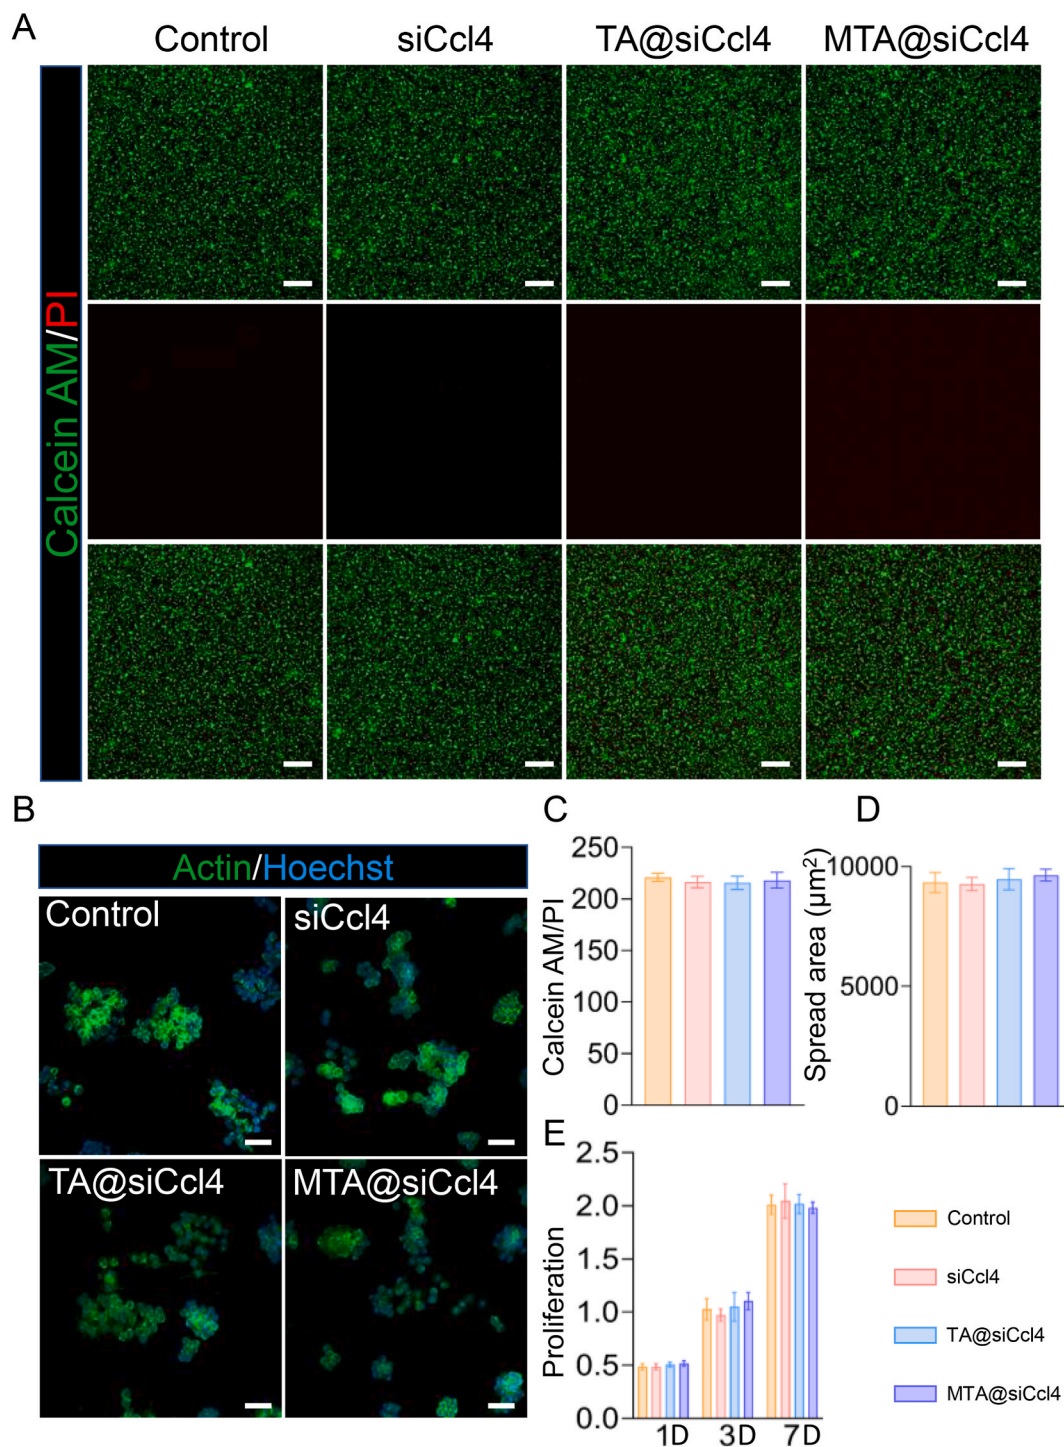 A
Control siCcl4 TA@siCcl4 MTA@siCcl4
Calcein AM/PI
B
Actin/Hoechst
Control
siCcl4
TA@siCcl4
MTA@siCcl4
C
Calcein AM/PI
250
200
150
100
50
0
D
Spread area (µm²)
10000
5000
0
E
Proliferation
2.5
2.0
1.5
1.0
0.5
0.0
1D 3D 7D
Control
siCcl4
TA@siCcl4
MTA@siCcl4